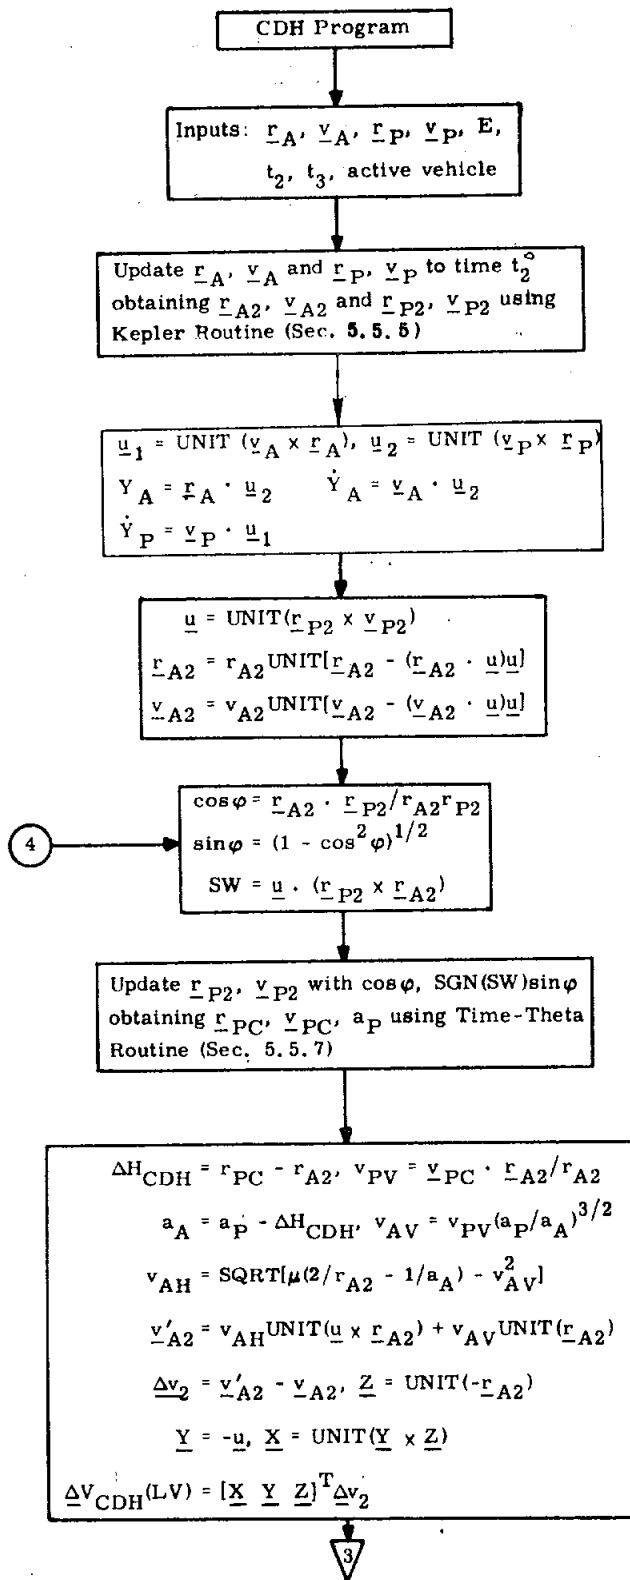 CDH Program
Inputs: r_A, v_A, r_P, v_P, E,
t_2, t_3, active vehicle
Update r_A, v_A and r_P, v_P to time t_2
obtaining r_A2, v_A2 and r_P2, v_P2 using
Kepler Routine (Sec. 5.5.5)
u_1 = UNIT (v_A x r_A), u_2 = UNIT (v_P x r_P)
Y_A = r_A · u_2 Ẏ_A = v_A · u_2
Ẏ_P = v_P · u_1
u = UNIT(r_P2 x v_P2)
r_A2 = r_A2 UNIT[r_A2 - (r_A2 · u)u]
v_A2 = v_A2 UNIT[v_A2 - (v_A2 · u)u]
4
cos φ = r_A2 · r_P2/r_A2 r_P2
sin φ = (1 - cos² φ)^1/2
SW = u · (r_P2 x r_A2)
Update r_P2, v_P2 with cos φ, SGN(SW)sin φ
obtaining r_PC, v_PC, a_P using Time-Theta
Routine (Sec. 5.5.7)
ΔH_CDH = r_PC - r_A2, v_PV = v_PC · r_A2/r_A2
a_A = a_P - ΔH_CDH, v_AV = v_PV(a_P/a_A)^3/2
v_AH = SQRT[μ(2/r_A2 - 1/a_A) - v²_AV]
v'_A2 = v_AH UNIT(u x r_A2) + v_AV UNIT(r_A2)
Δv_2 = v'_A2 - v_A2, Z = UNIT(-r_A2)
Y = -u, X = UNIT(Y x Z)
ΔV_CDH(LV) = [X Y Z]^T Δv_2
3